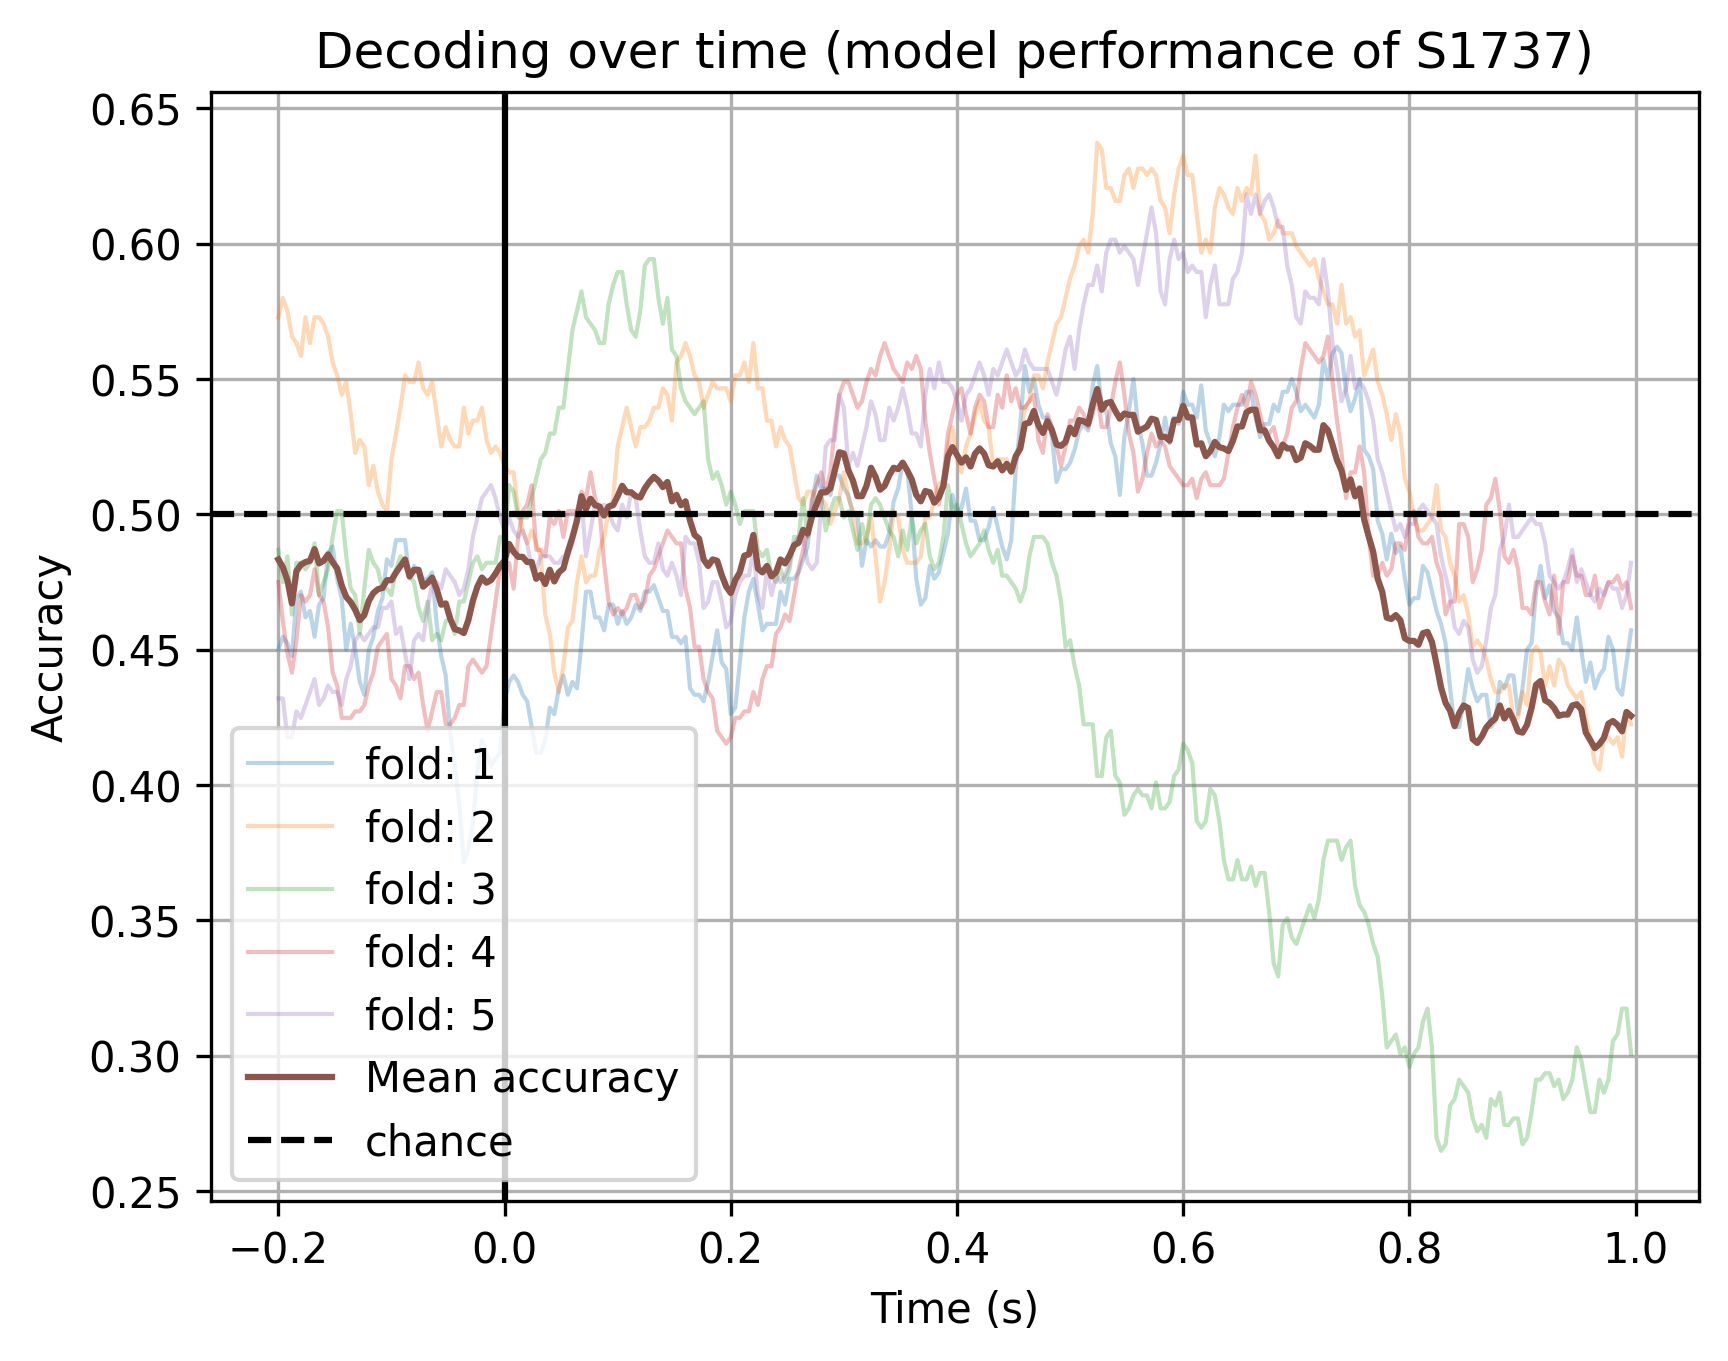 Decoding over time (model performance of S1737)
0.65
0.60
0.55
0.50
0.45
0.40
0.35
0.30
0.25
Accuracy
fold: 1
fold: 2
fold: 3
fold: 4
fold: 5
Mean accuracy
chance
−0.2 0.0 0.2 0.4 0.6 0.8 1.0
Time (s)